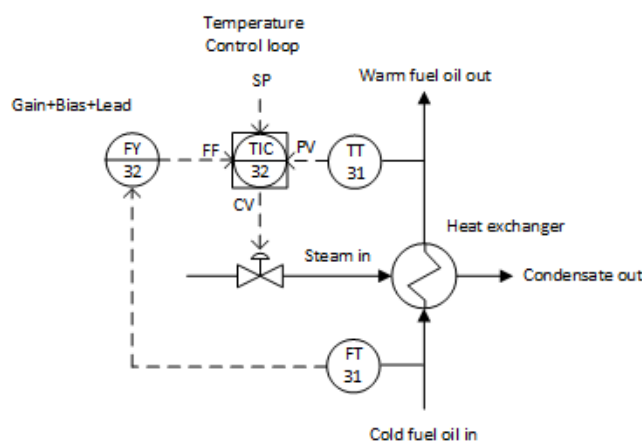 Temperature
Control loop
SP
Warm fuel oil out
Gain+Bias+Lead
FY
32
FF
TIC
32
PV
TT
31
CV
Heat exchanger
Steam in
Condensate out
FT
31
Cold fuel oil in